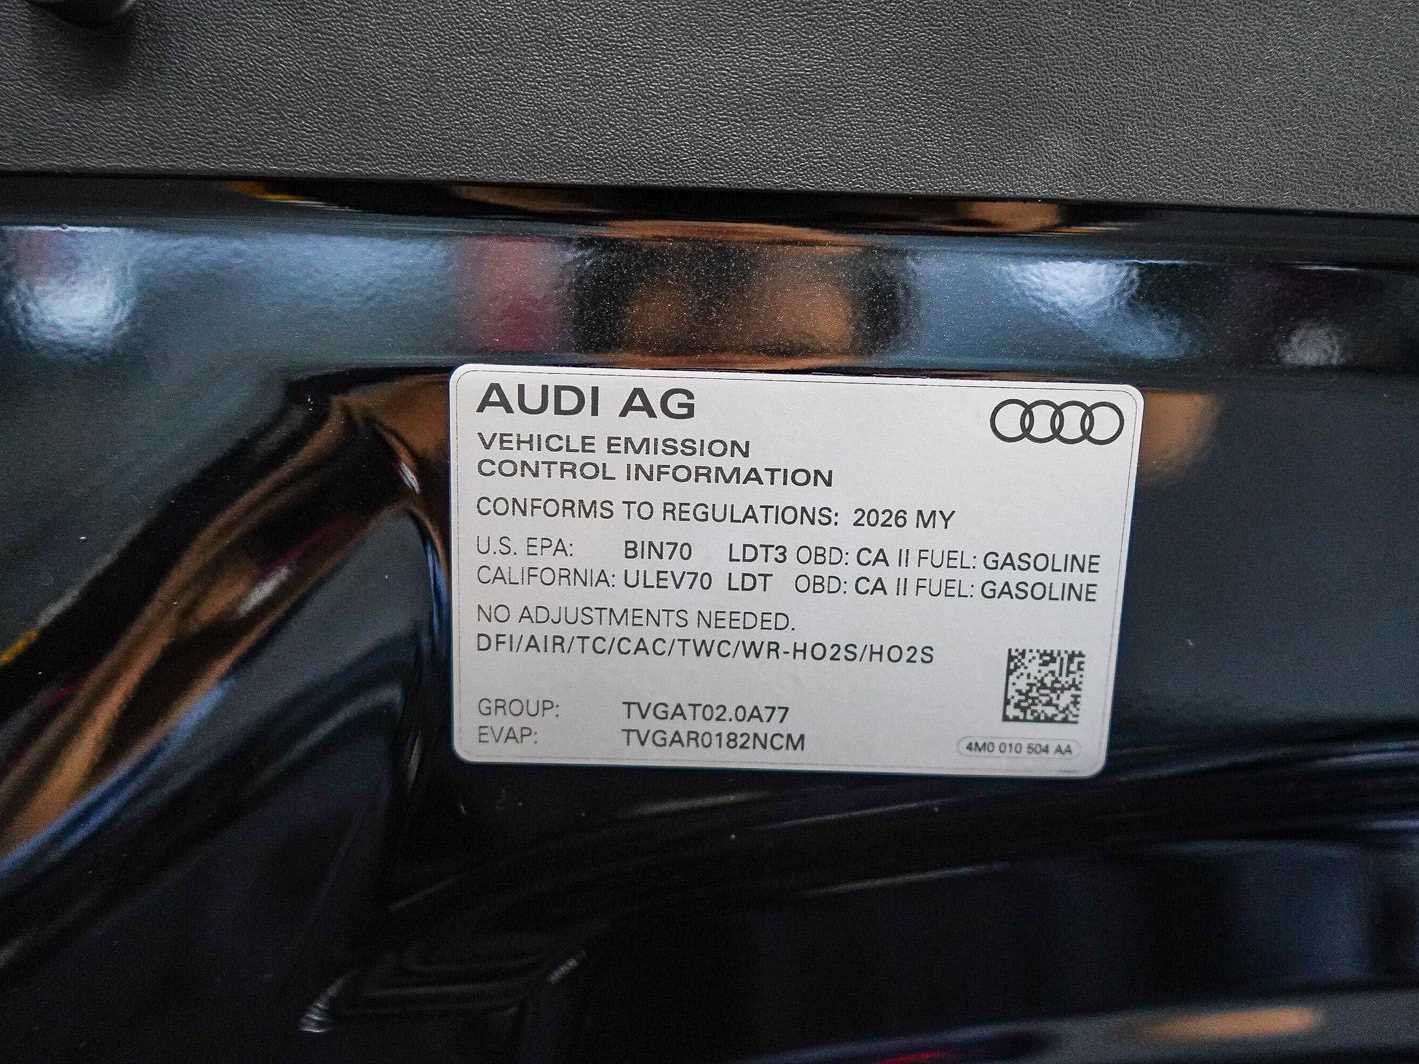 AUDI AG
VEHICLE EMISSION
CONTROL INFORMATION
CONFORMS TO REGULATIONS: 2026 MY
U.S. EPA: BIN70 LDT3 OBD: CA II FUEL: GASOLINE
CALIFORNIA: ULEV70 LDT OBD: CA II FUEL: GASOLINE
NO ADJUSTMENTS NEEDED.
DFI/AIR/TC/CAC/TWC/WR-HO2S/HO2S
GROUP: TVGAT02.0A77
EVAP: TVGAR0182NCM
4M0 010 504 AA